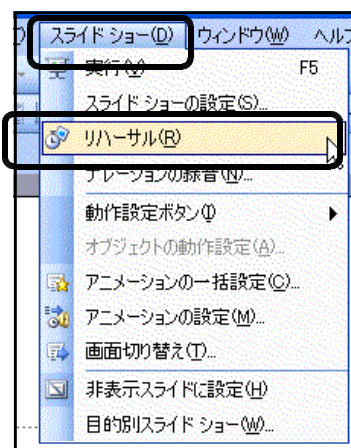 スライド ショー(D) ウィンドウ(W) ヘル
実行(V) F5
スライド ショーの設定(S)...
リハーサル(R)
ナレーションの録音(N)...
動作設定ボタン(I)
オブジェクトの動作設定(A)...
アニメーションの一括設定(C)...
アニメーションの設定(M)...
画面切り替え(T)...
非表示スライドに設定(H)
目的別スライド ショー(W)...